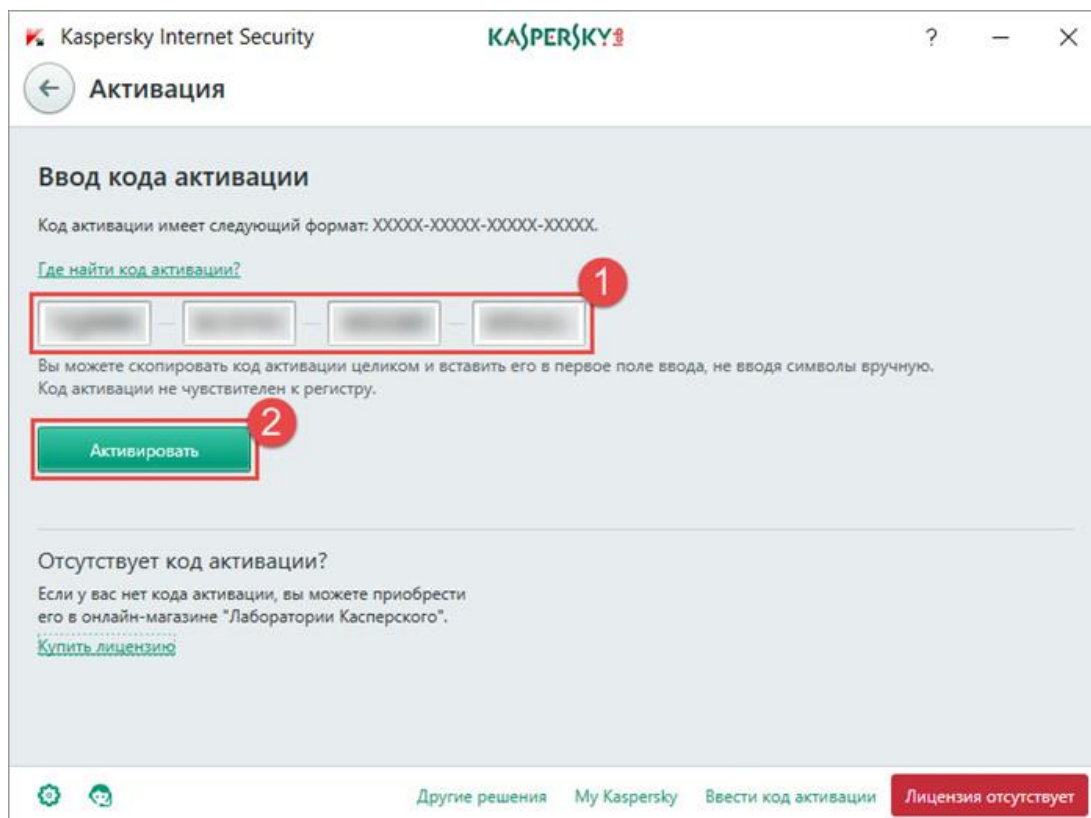 Kaspersky Internet Security
KASPERSKY lab
?
Активация
Ввод кода активации
Код активации имеет следующий формат: XXXXX-XXXXX-XXXXX-XXXXX.
Где найти код активации?
1
Вы можете скопировать код активации целиком и вставить его в первое поле ввода, не вводя символы вручную.
Код активации не чувствителен к регистру.
2
Активировать
Отсутствует код активации?
Если у вас нет кода активации, вы можете приобрести
его в онлайн-магазине "Лаборатории Касперского".
Купить лицензию
Другие решения My Kaspersky Ввести код активации Лицензия отсутствует